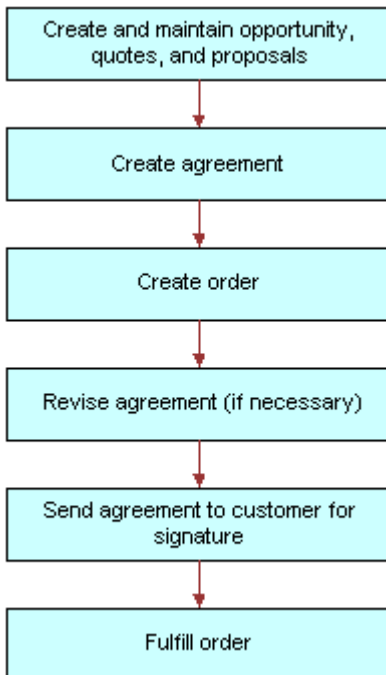 Create and maintain opportunity,
quotes, and proposals
Create agreement
Create order
Revise agreement (if necessary)
Send agreement to customer for
signature
Fulfill order